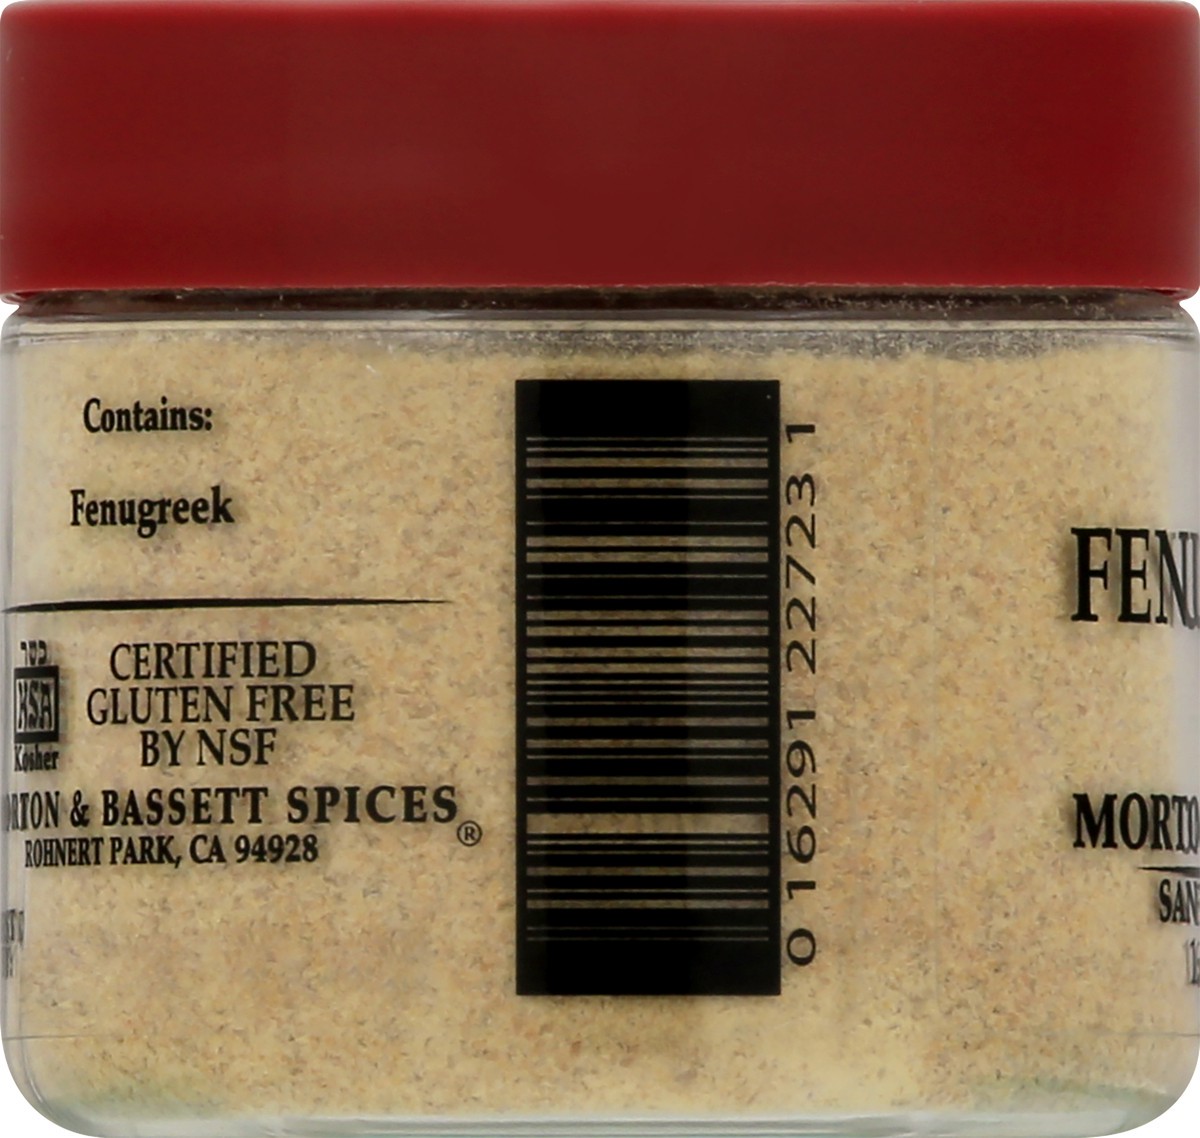 Contains:
Fenugreek
כשר
KSA
Kosher
CERTIFIED
GLUTEN FREE
BY NSF
ORTON & BASSETT SPICES®
ROHNERT PARK, CA 94928
0 16291 22723 1
FENU
MORTO
SAN